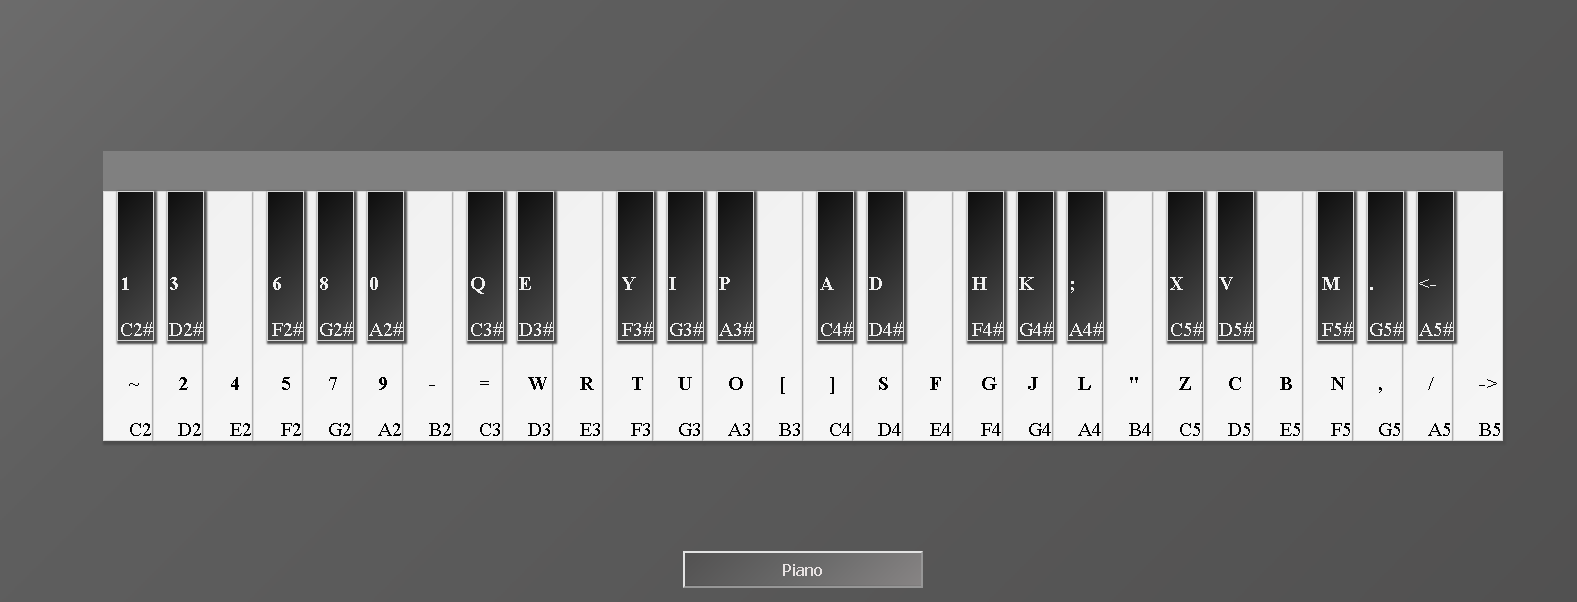 1 3 6 8 0 Q E Y I P A D H K ; X V M . <-
C2# D2# F2# G2# A2# C3# D3# F3# G3# A3# C4# D4# F4# G4# A4# C5# D5# F5# G5# A5#
~ 2 4 5 7 9 - = W R T U O [ ] S F G J L " Z C B N , / ->
C2 D2 E2 F2 G2 A2 B2 C3 D3 E3 F3 G3 A3 B3 C4 D4 E4 F4 G4 A4 B4 C5 D5 E5 F5 G5 A5 B5
Piano